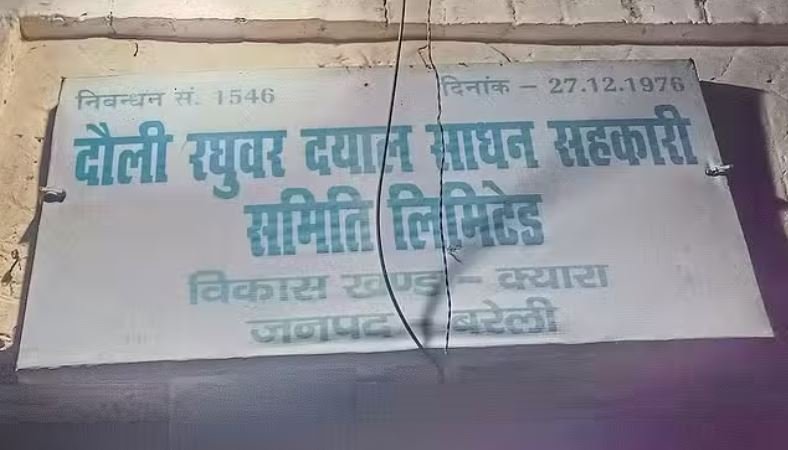 निबन्धन सं. 1546 दिनांक – 27.12.1976
दौली रघुवर दयाल साधन सहकारी
समिति लिमिटेड
विकास खण्ड – क्यारा
जनपद – बरेली